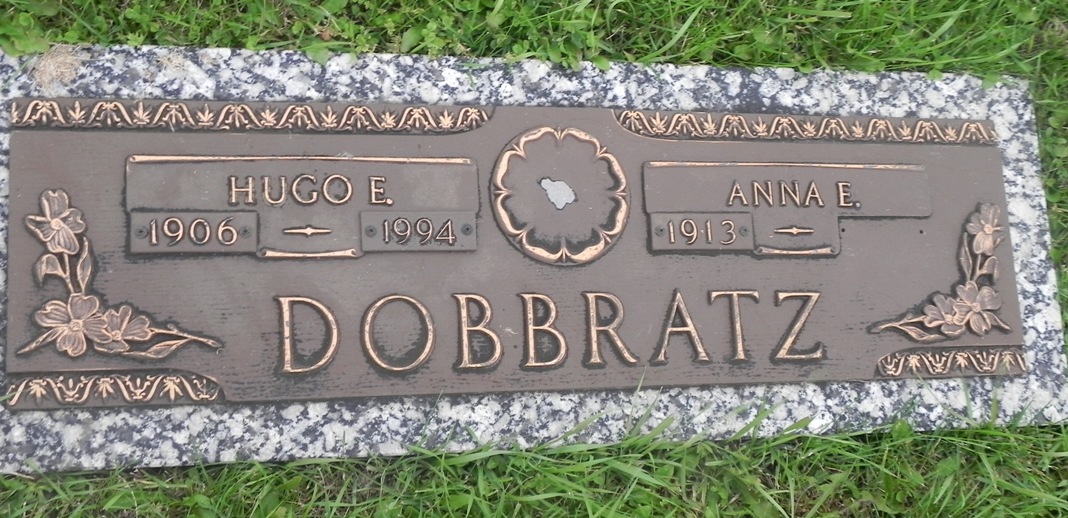 HUGO E.
1906 – 1994
ANNA E.
1913 –
DOBBRATZ